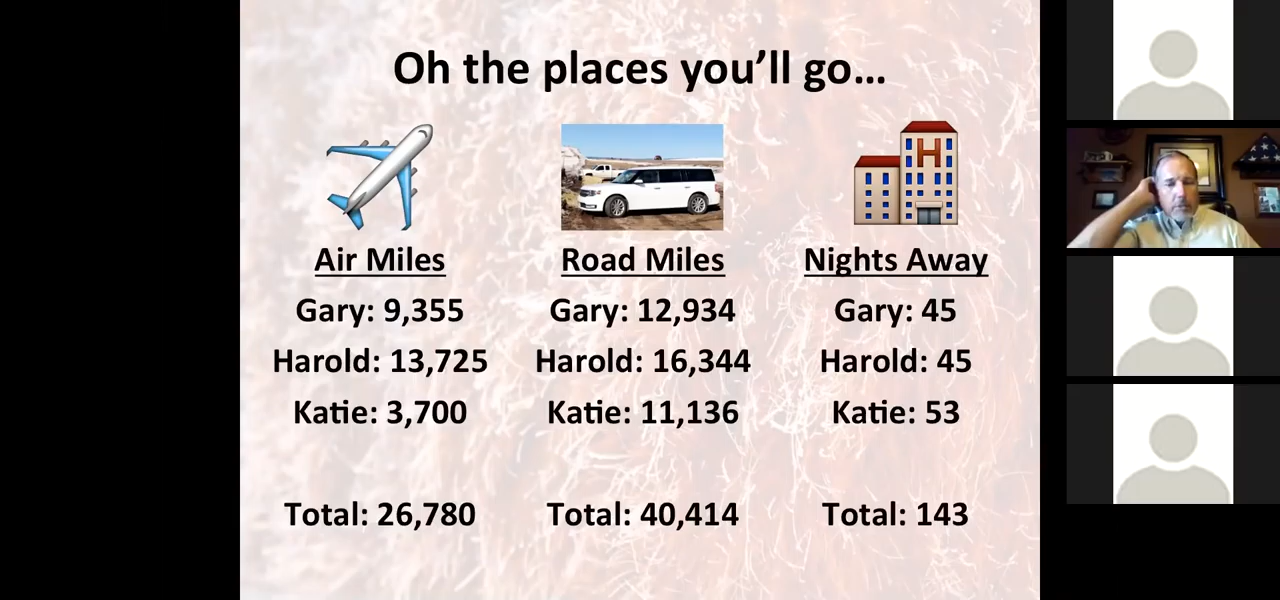 Oh the places you’ll go…
H
Air Miles
Gary: 9,355
Harold: 13,725
Katie: 3,700
Total: 26,780
Road Miles
Gary: 12,934
Harold: 16,344
Katie: 11,136
Total: 40,414
Nights Away
Gary: 45
Harold: 45
Katie: 53
Total: 143